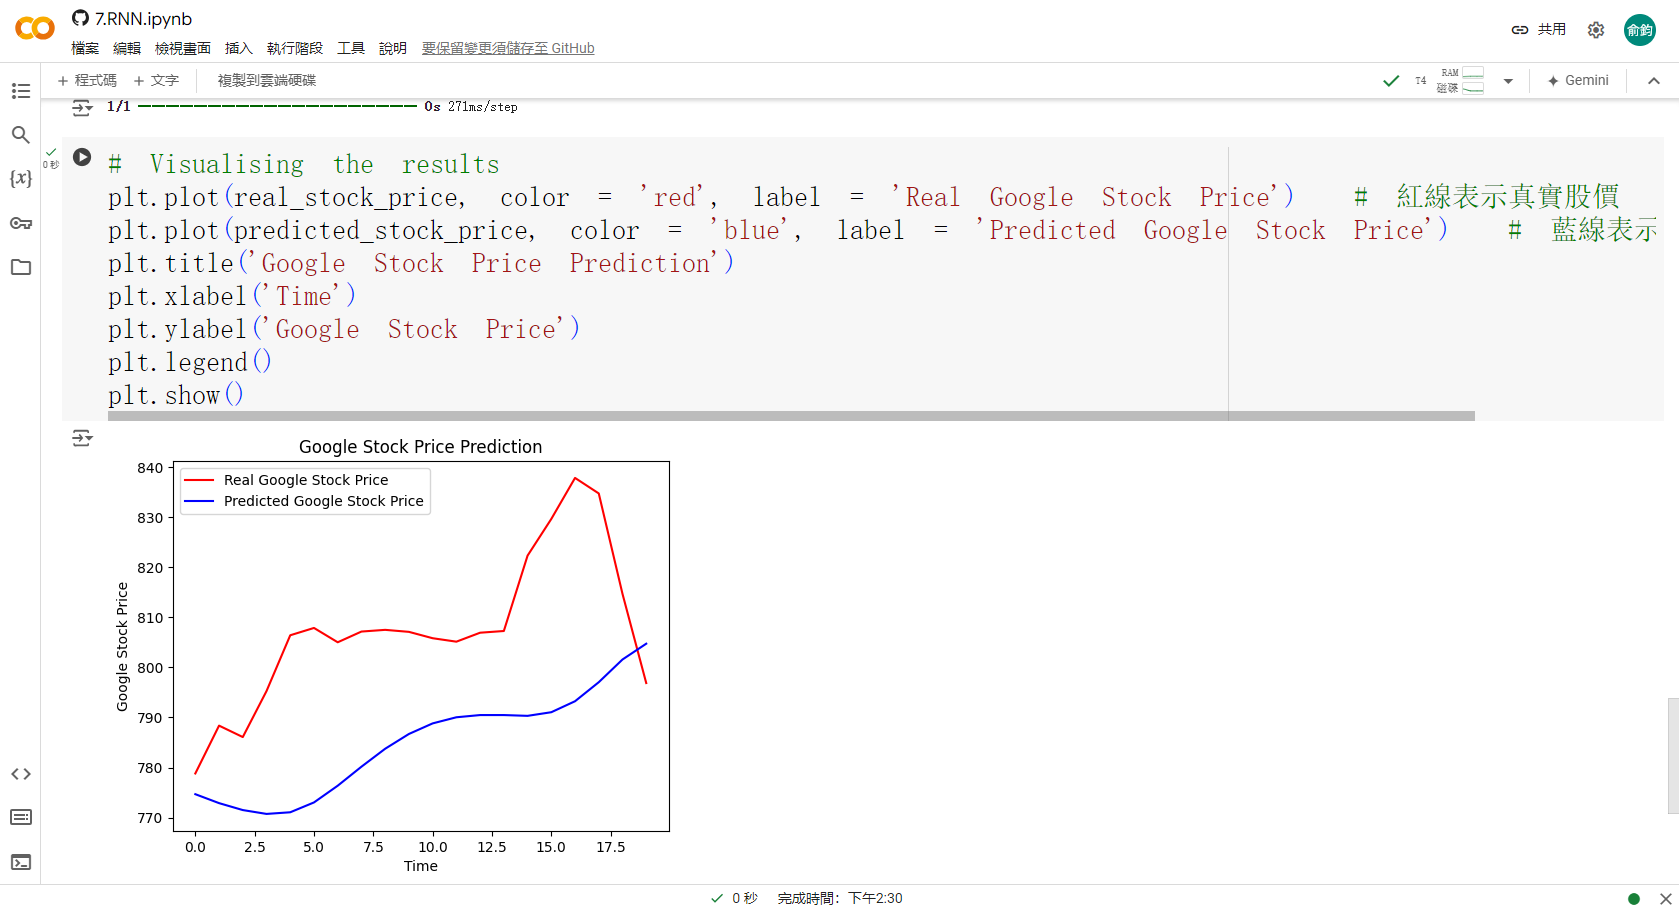 7.RNN.ipynb
檔案 編輯 檢視畫面 插入 執行階段 工具 說明 要保留變更須儲存至 GitHub
共用
俞鈞
+ 程式碼 + 文字 複製到雲端硬碟
T4 RAM 磁碟 Gemini
1/1 0s 271ms/step
0 秒
# Visualising the results
plt.plot(real_stock_price, color = 'red', label = 'Real Google Stock Price') # 紅線表示真實股價
plt.plot(predicted_stock_price, color = 'blue', label = 'Predicted Google Stock Price') # 藍線表示
plt.title('Google Stock Price Prediction')
plt.xlabel('Time')
plt.ylabel('Google Stock Price')
plt.legend()
plt.show()
Google Stock Price Prediction
Real Google Stock Price
Predicted Google Stock Price
840
830
820
810
800
790
780
770
Google Stock Price
0.0 2.5 5.0 7.5 10.0 12.5 15.0 17.5
Time
0 秒 完成時間：下午2:30